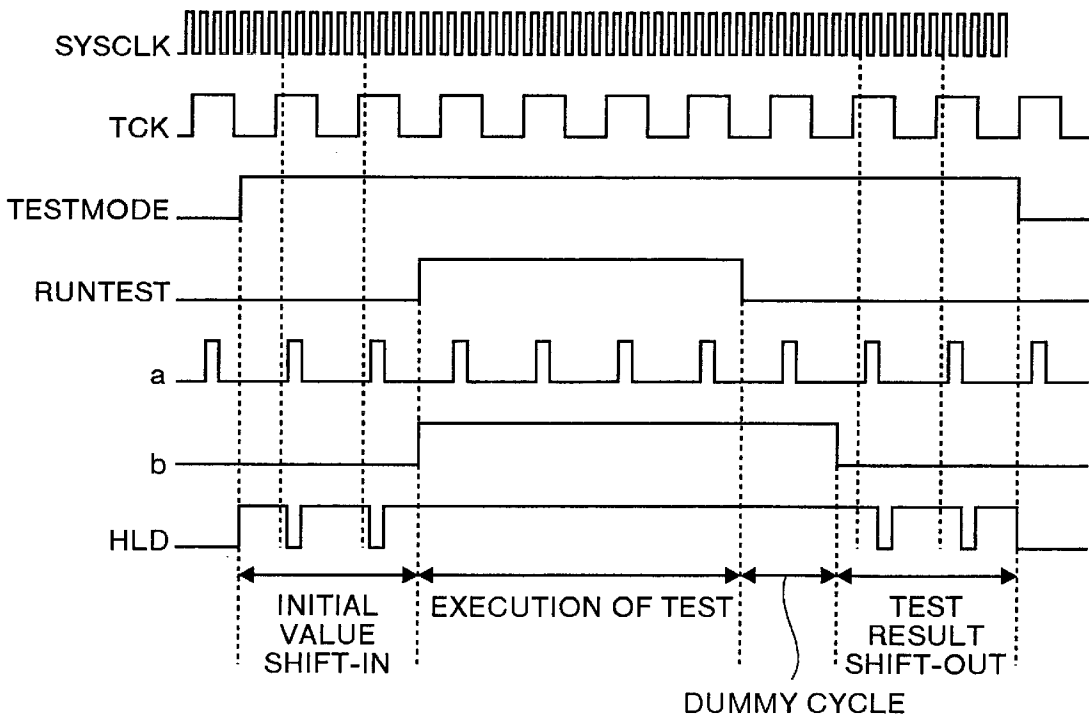 SYSCLK
TCK
TESTMODE
RUNTEST
a
b
HLD
INITIAL
VALUE
SHIFT-IN
EXECUTION OF TEST
TEST
RESULT
SHIFT-OUT
DUMMY CYCLE